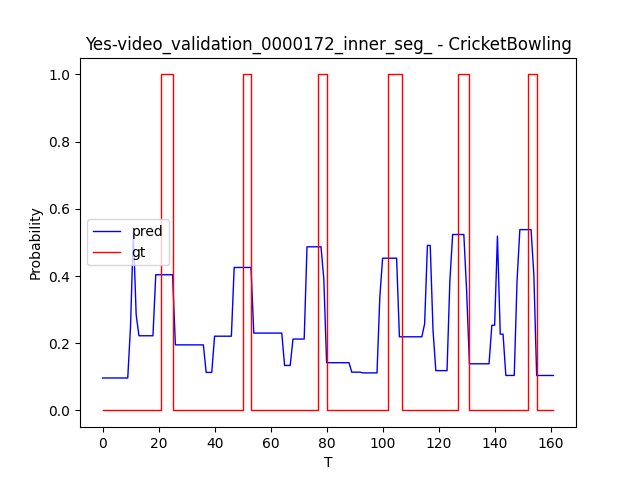 Yes-video_validation_0000172_inner_seg_ - CricketBowling
1.0
0.8
0.6
0.4
0.2
0.0
Probability
pred
gt
0 20 40 60 80 100 120 140 160
T